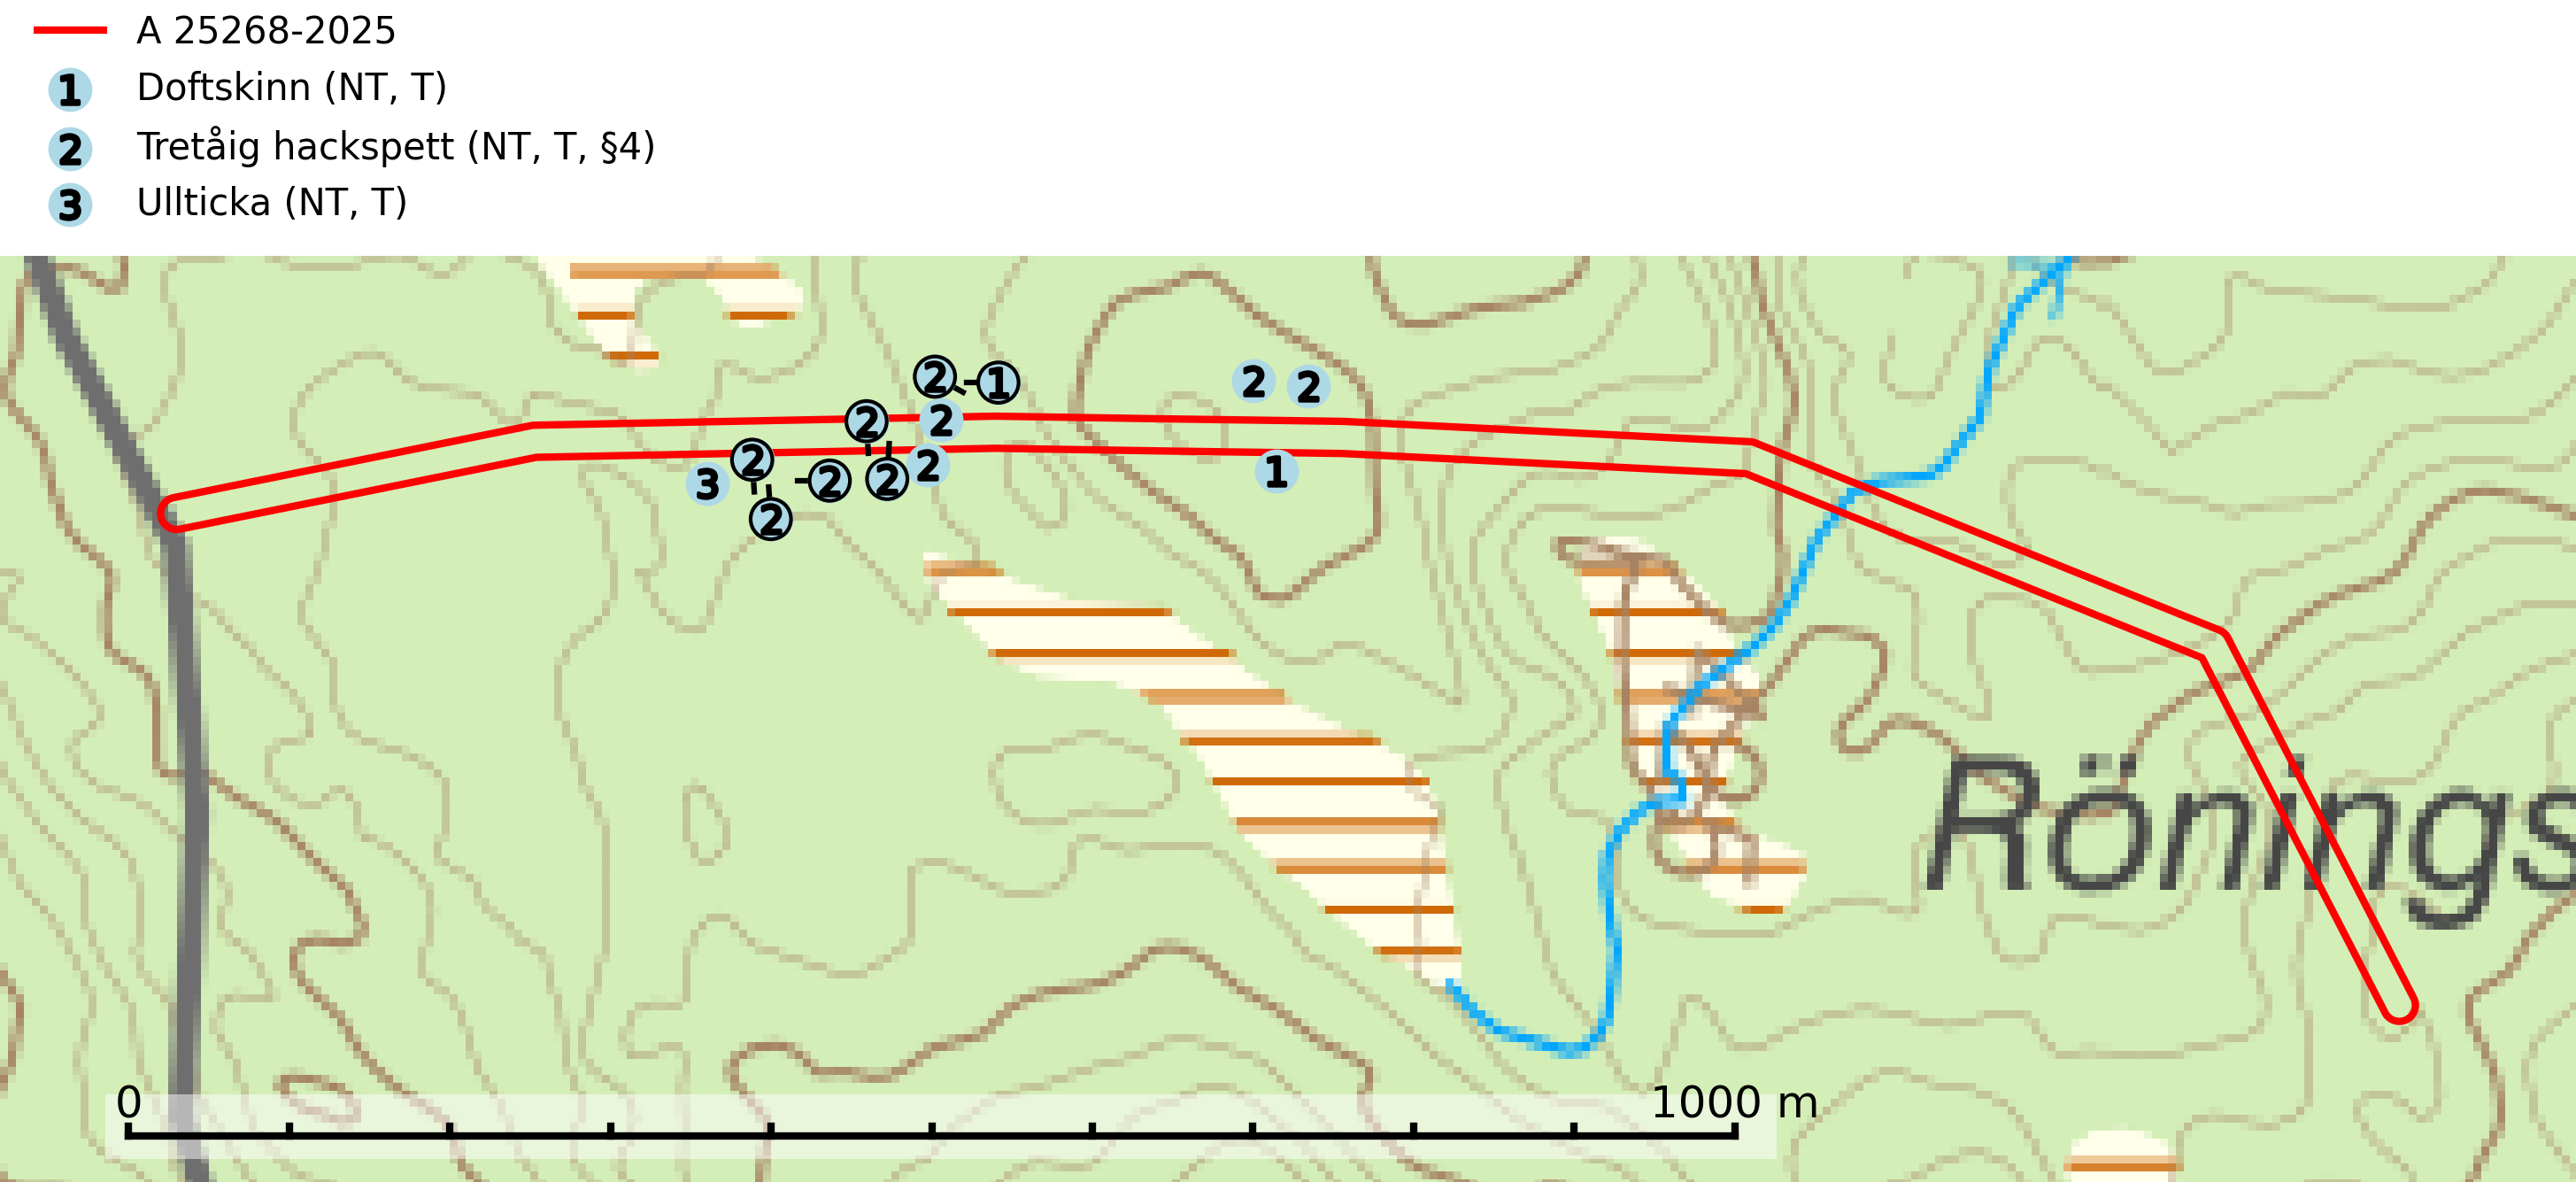 A 25268-2025
1 Doftskinn (NT, T)
2 Tretåig hackspett (NT, T, §4)
3 Ullticka (NT, T)
2 1
2 2
2 2
2 2
3 2 2 2 1
2
Rönings
0 1000 m